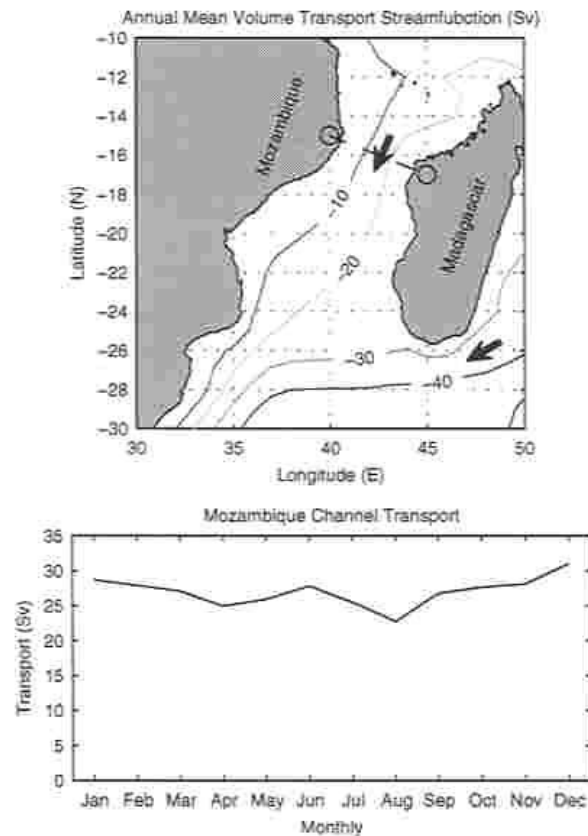 Annual Mean Volume Transport Streamfubction (Sv)
−10
−12
−14
−16
−18
−20
−22
−24
−26
−28
−30
Latitude (N)
Mozambique
Madagascar
−10
−20
−30
−40
30 35 40 45 50
Longitude (E)
Mozambique Channel Transport
35
30
25
20
15
10
5
0
Transport (Sv)
Jan Feb Mar Apr May Jun Jul Aug Sep Oct Nov Dec
Monthly